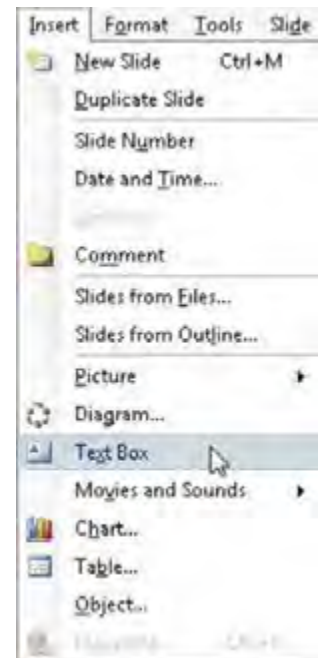 Insert Format Tools Slide
New Slide Ctrl+M
Duplicate Slide
Slide Number
Date and Time...
Comment
Slides from Files...
Slides from Outline...
Picture
Diagram...
Text Box
Movies and Sounds
Chart...
Table...
Object...